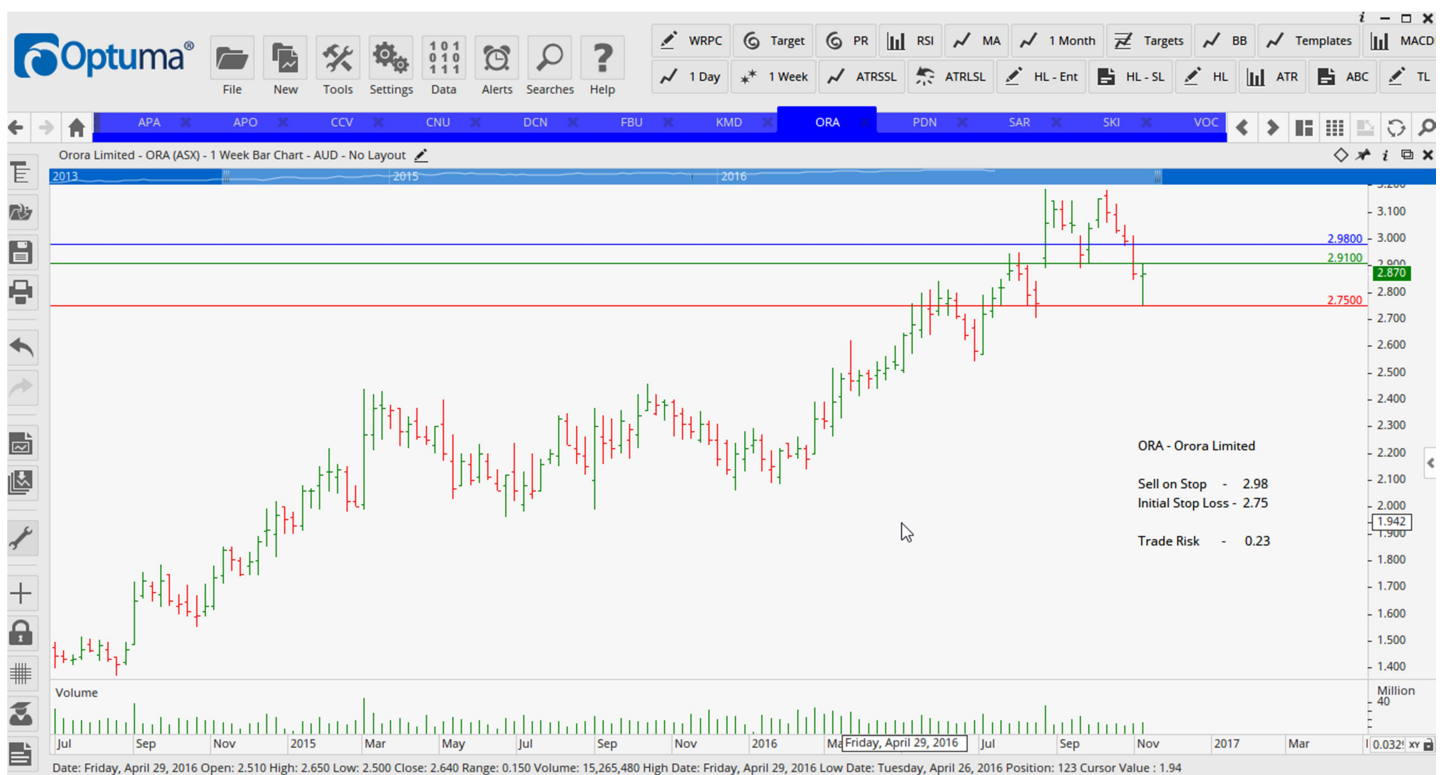 Optuma®
File
New
Tools
Settings
Data
Alerts
Searches
Help
WRPC
Target
PR
RSI
MA
1 Month
Targets
BB
Templates
MACD
1 Day
1 Week
ATRSSL
ATRLSL
HL - Ent
HL - SL
HL
ATR
ABC
TL
APA
APO
CCV
CNU
DCN
FBU
KMD
ORA
PDN
SAR
SKI
VOC
Orora Limited - ORA (ASX) - 1 Week Bar Chart - AUD - No Layout
2013
2015
2016
3.100
3.000
2.9800
2.9100
2.900
2.870
2.800
2.7500
2.700
2.600
2.500
2.400
2.300
2.200
2.100
2.000
1.942
1.900
1.800
1.700
1.600
1.500
1.400
ORA - Orora Limited
Sell on Stop - 2.98
Initial Stop Loss - 2.75
Trade Risk - 0.23
Volume
Million
40
Jul Sep Nov 2015 Mar May Jul Sep Nov 2016 Friday, April 29, 2016 Jul Sep Nov 2017 Mar
XY
Date: Friday, April 29, 2016 Open: 2.510 High: 2.650 Low: 2.500 Close: 2.640 Range: 0.150 Volume: 15,265,480 High Date: Friday, April 29, 2016 Low Date: Tuesday, April 26, 2016 Position: 123 Cursor Value : 1.94